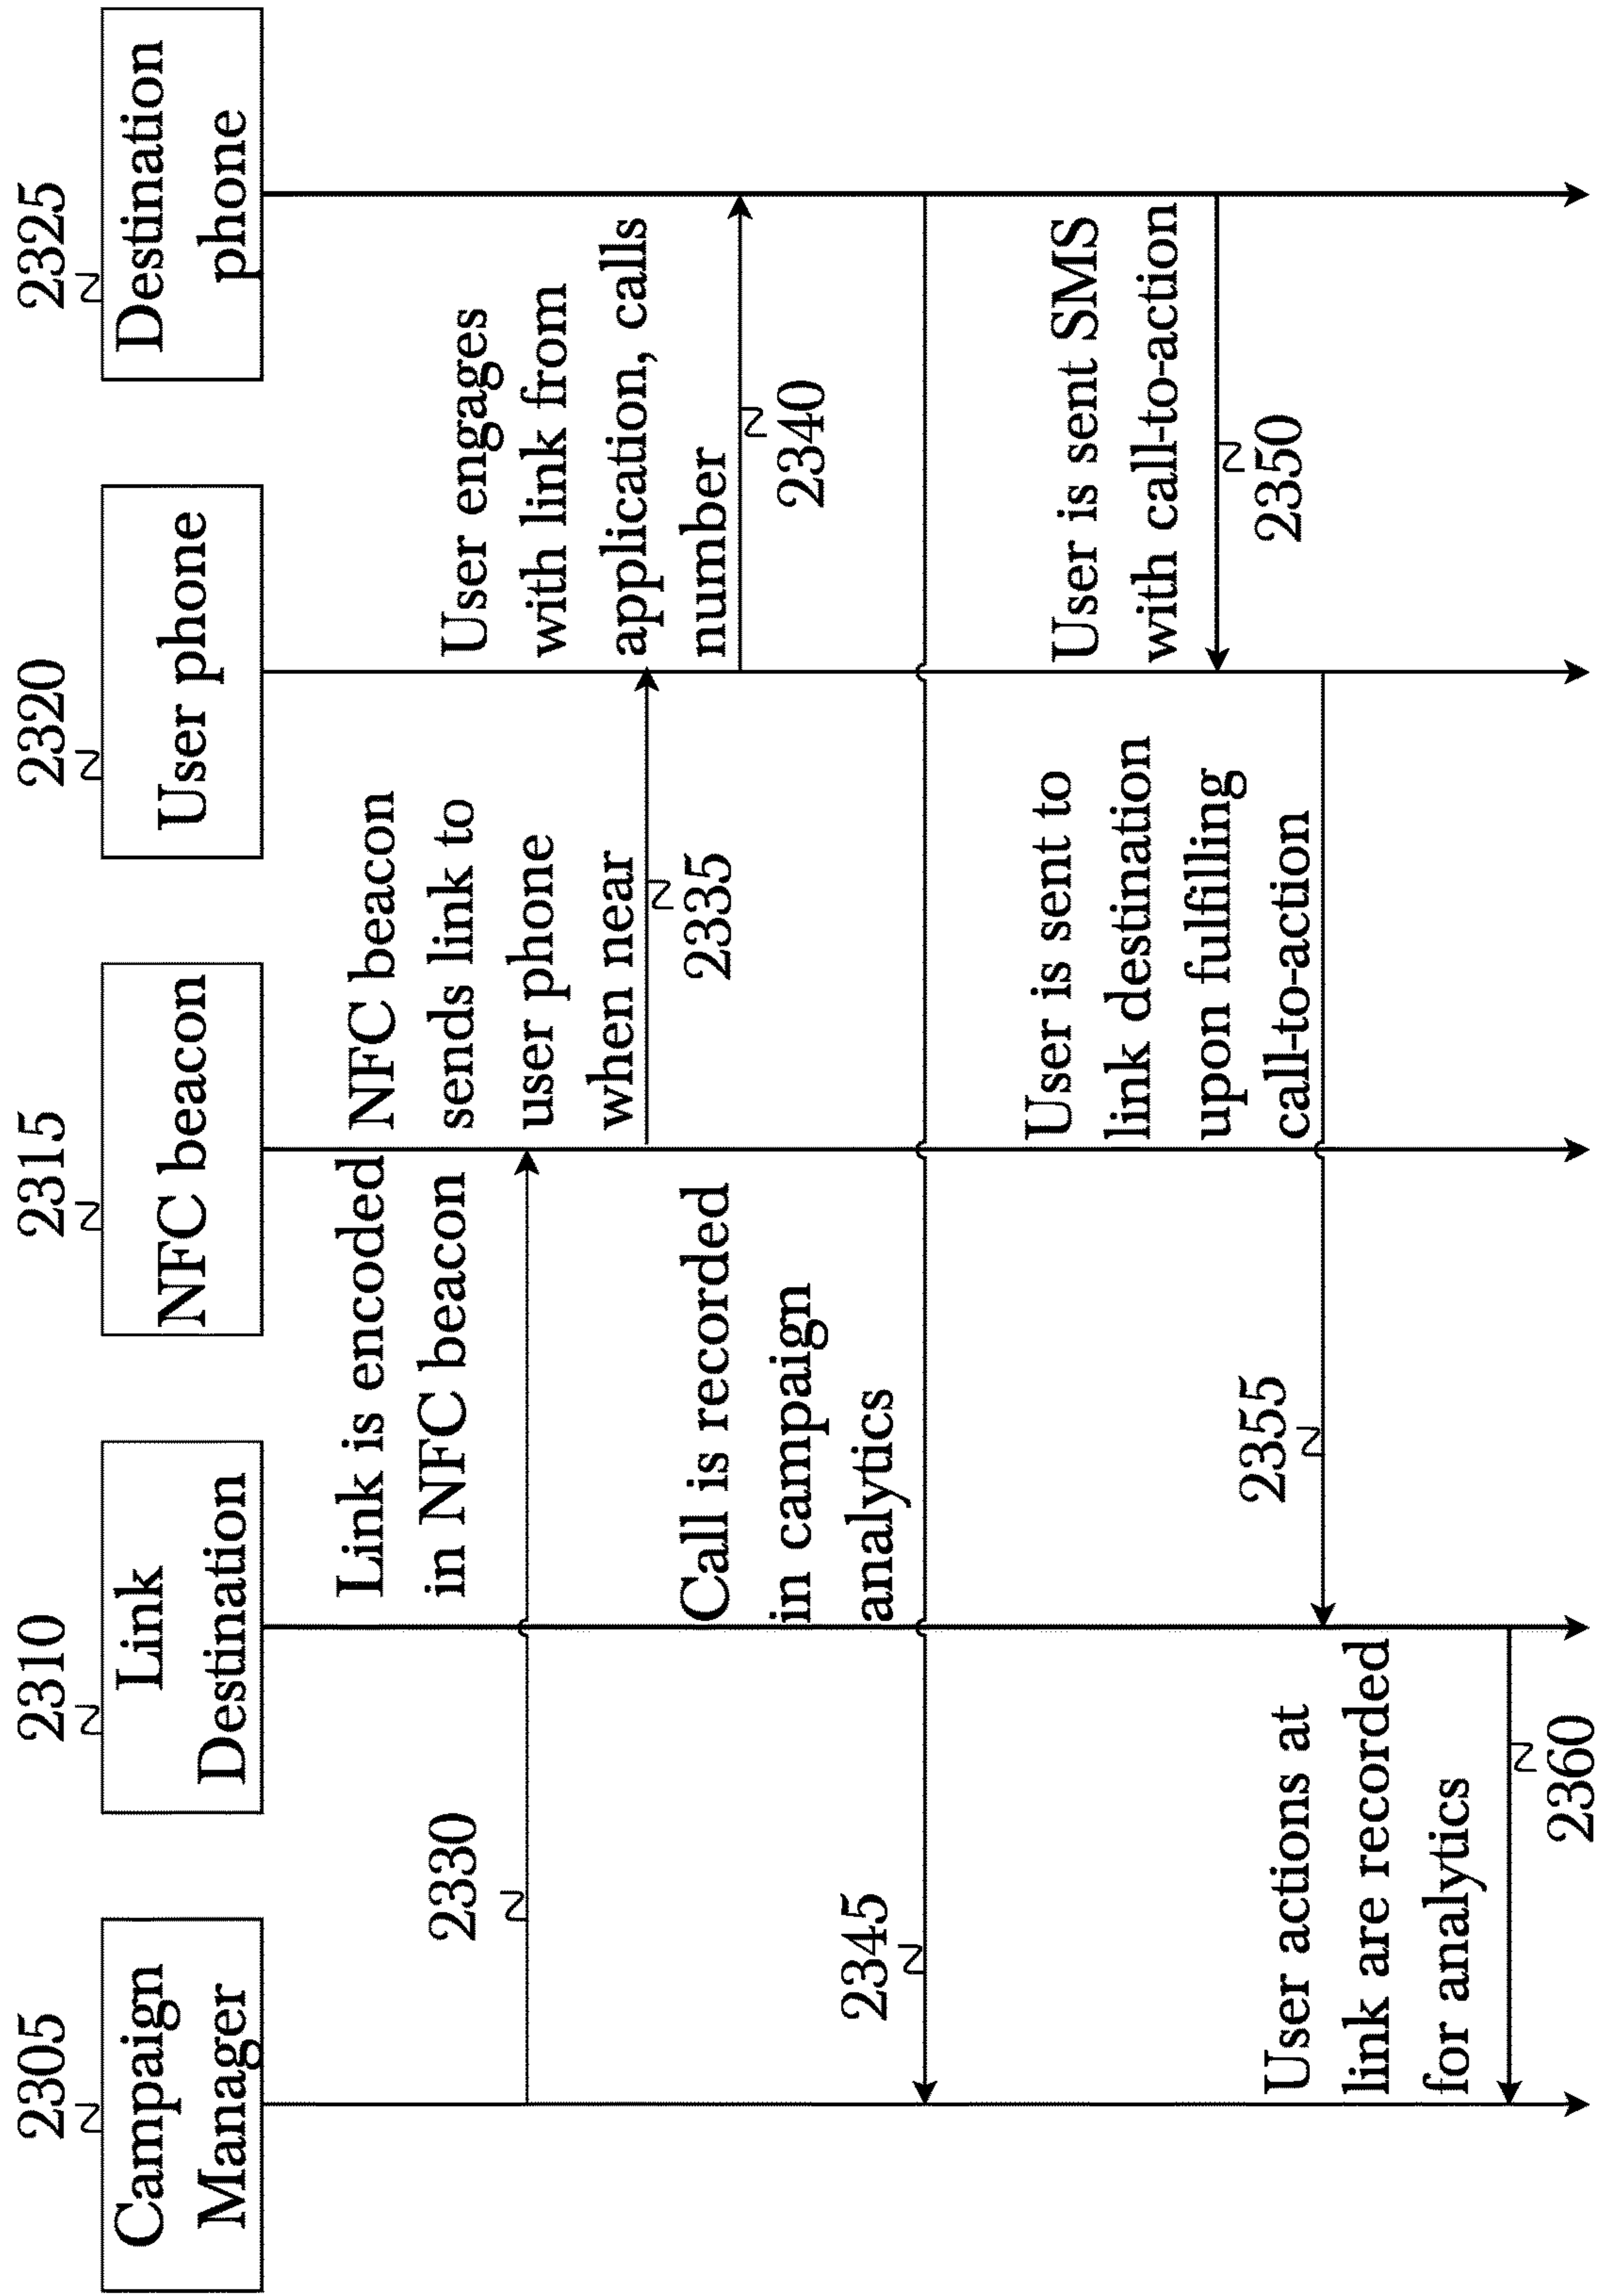 2305
Campaign
Manager
2310
Link
Destination
2315
NFC beacon
2320
User phone
2325
Destination
phone
2330
Link is encoded
in NFC beacon
NFC beacon
sends link to
user phone
when near
2335
User engages
with link from
application, calls
number
2340
2345
Call is recorded
in campaign
analytics
User is sent SMS
with call-to-action
2350
User is sent to
link destination
upon fulfilling
call-to-action
2355
User actions at
link are recorded
for analytics
2360